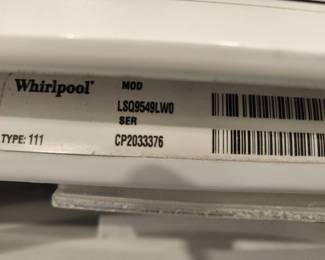 Whirlpool
MOD
LSQ9549LW0
SER
TYPE: 111 CP2033376